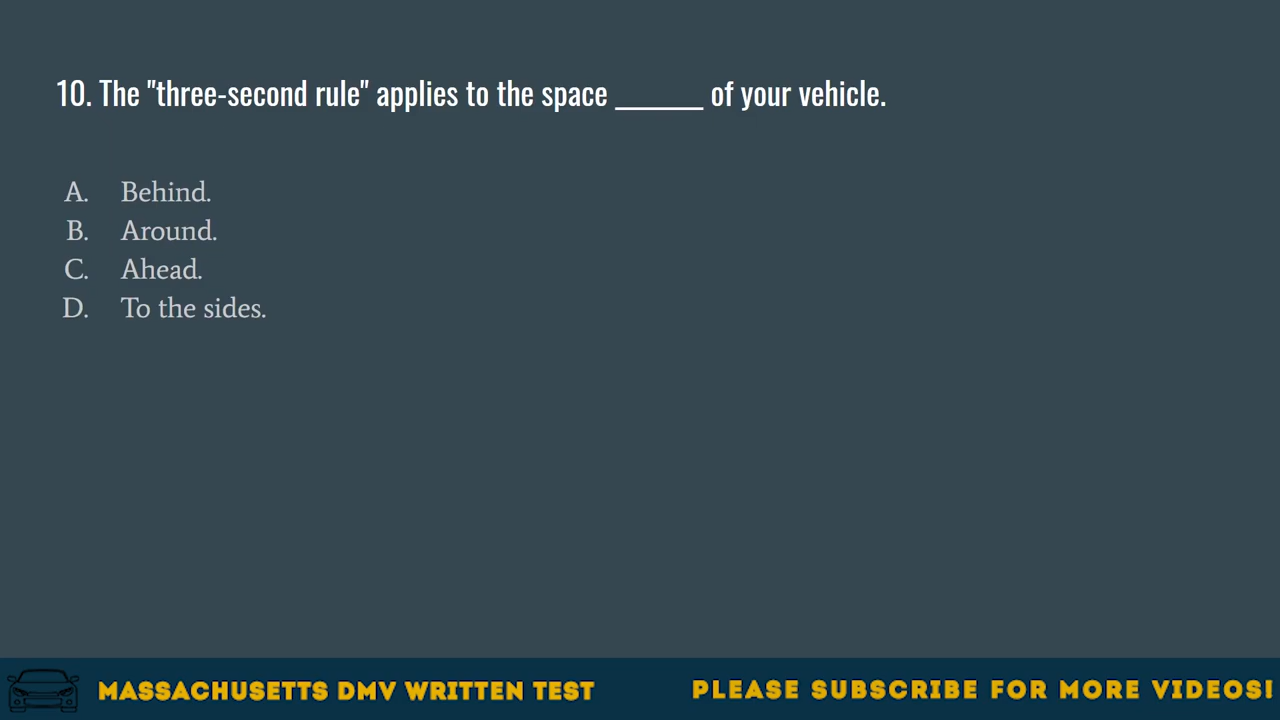 10. The "three-second rule" applies to the space _______ of your vehicle.
A. Behind.
B. Around.
C. Ahead.
D. To the sides.
MASSACHUSETTS DMV WRITTEN TEST
PLEASE SUBSCRIBE FOR MORE VIDEOS!